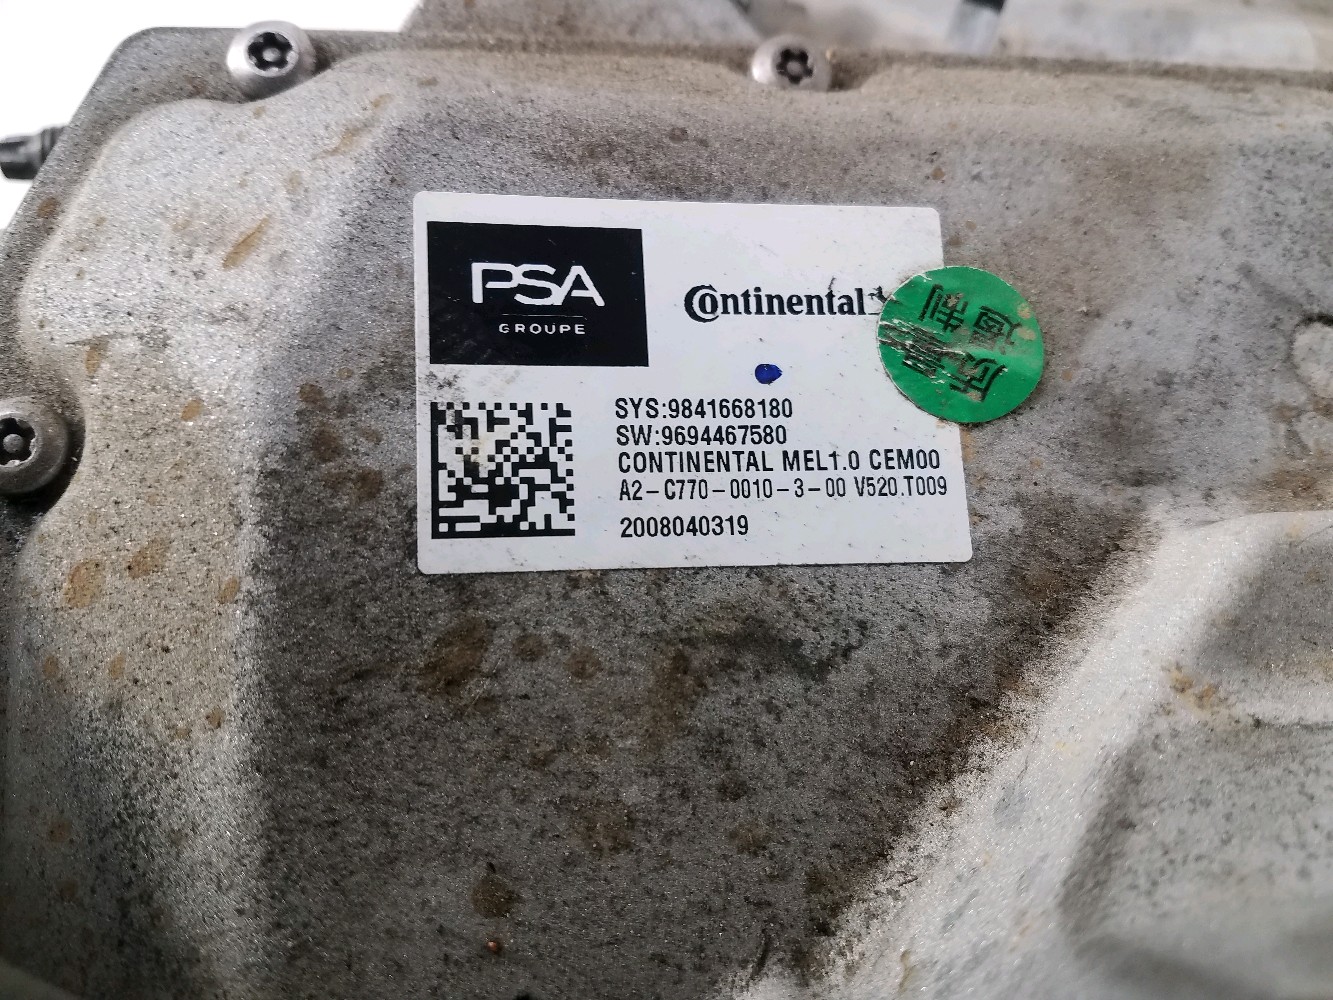 PSA
GROUPE
Continental
SYS:9841668180
SW:9694467580
CONTINENTAL MEL1.0 CEM00
A2-C770-0010-3-00 V520.T009
2008040319